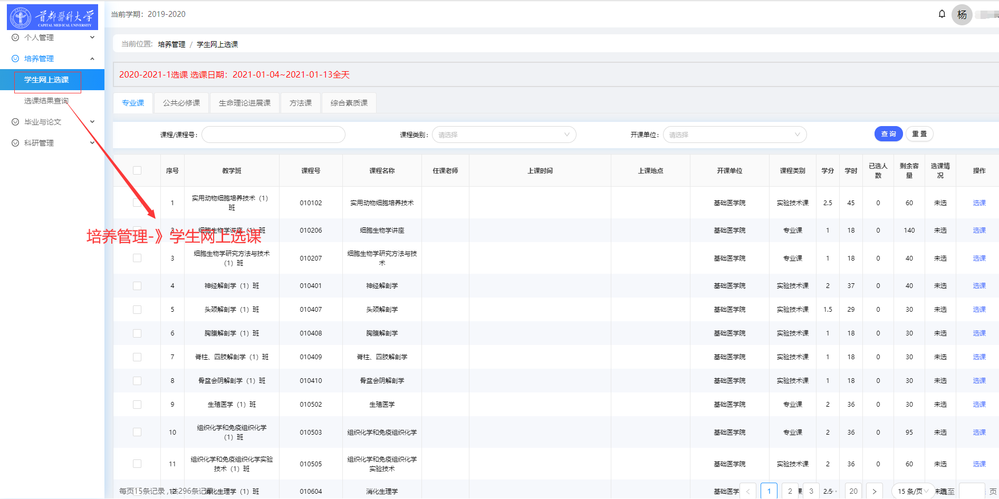 首都醫科大学
CAPITAL MEDICAL UNIVERSITY
当前学期：2019-2020
杨
个人管理
培养管理
学生网上选课
选课结果查询
毕业与论文
科研管理
当前位置: 培养管理 / 学生网上选课
2020-2021-1选课 选课日期：2021-01-04~2021-01-13全天
专业课 公共必修课 生命理论进展课 方法课 综合素质课
课程/课程号: 课程类别: 请选择 开课单位: 请选择 查 询 重 置
序号 教学班 课程号 课程名称 任课老师 上课时间 上课地点 开课单位 课程类别 学分 学时 已选人数 剩余容量 选课情况 操作
1 实用动物细胞培养技术（1）班 010102 实用动物细胞培养技术 基础医学院 实验技术课 2.5 45 0 60 未选 选课
2 细胞生物学讲座（1）班 010206 细胞生物学讲座 基础医学院 专业课 1 18 0 140 未选 选课
培养管理-》学生网上选课
3 细胞生物学研究方法与技术（1）班 010207 细胞生物学研究方法与技术 基础医学院 专业课 1 18 0 40 未选 选课
4 神经解剖学（1）班 010401 神经解剖学 基础医学院 实验技术课 2 37 0 40 未选 选课
5 头颈解剖学（1）班 010407 头颈解剖学 基础医学院 实验技术课 1.5 29 0 30 未选 选课
6 胸腹解剖学（1）班 010408 胸腹解剖学 基础医学院 实验技术课 1 18 0 30 未选 选课
7 脊柱、四肢解剖学（1）班 010409 脊柱、四肢解剖学 基础医学院 实验技术课 1 18 0 30 未选 选课
8 骨盆会阴解剖学（1）班 010410 骨盆会阴解剖学 基础医学院 实验技术课 1 18 0 30 未选 选课
9 生殖医学（1）班 010502 生殖医学 基础医学院 专业课 2 36 0 30 未选 选课
10 组织化学和免疫组织化学（1）班 010503 组织化学和免疫组织化学 基础医学院 专业课 2 36 0 95 未选 选课
11 组织化学和免疫组织化学实验技术（1）班 010505 组织化学和免疫组织化学实验技术 基础医学院 实验技术课 2 36 0 60 未选 选课
12 消化生理学（1）班 010604 消化生理学 基础医学 2.5
每页15条记录，共296条记录 1 2 3 20 15 条/页 跳至 页